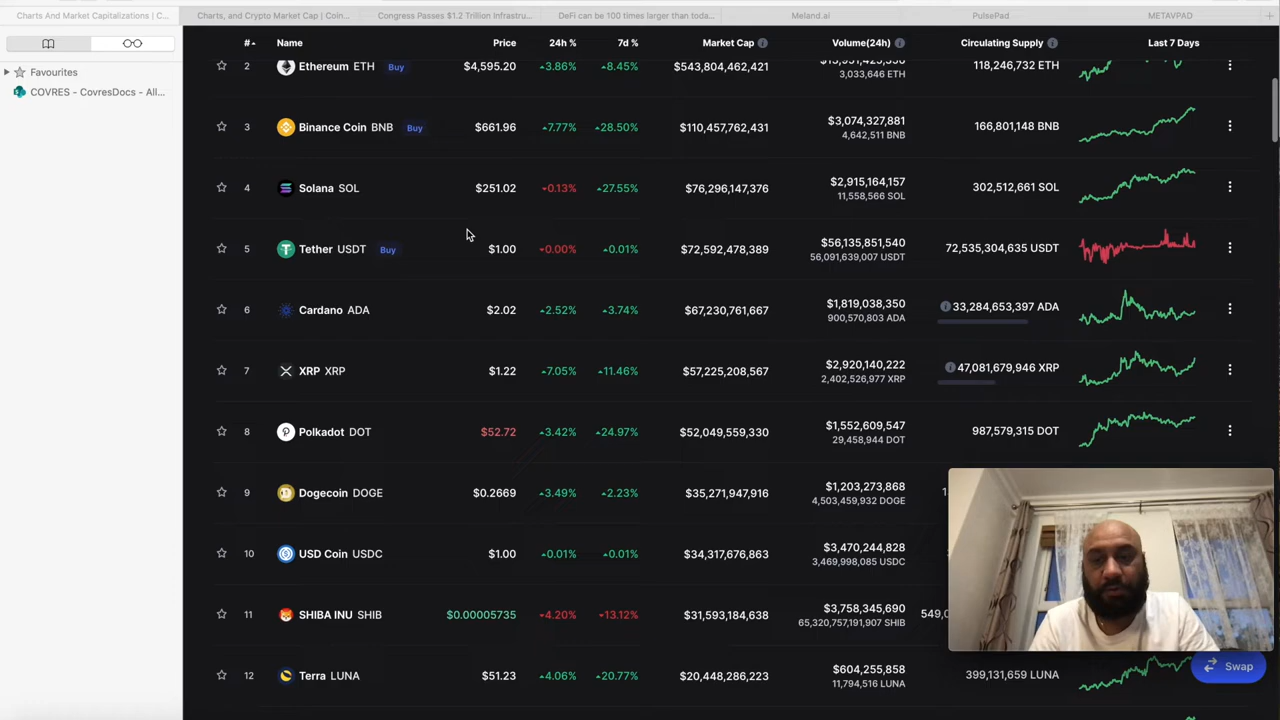 Charts And Market Capitalizations | C...
Charts, and Crypto Market Cap | Coin...
Congress Passes $1.2 Trillion Infrastru...
DeFi can be 100 times larger than toda...
Meland.ai
PulsePad
METAVPAD
Favourites
COVRES - CovresDocs - All...
# Name Price 24h % 7d % Market Cap Volume(24h) Circulating Supply Last 7 Days
2 Ethereum ETH Buy $4,595.20 3.86% 8.45% $543,804,462,421 118,246,732 ETH
3,033,646 ETH
3 Binance Coin BNB Buy $661.96 7.77% 28.50% $110,457,762,431 $3,074,327,881 166,801,148 BNB
4,642,511 BNB
4 Solana SOL $251.02 0.13% 27.55% $76,296,147,376 $2,915,164,157 302,512,661 SOL
11,558,566 SOL
5 Tether USDT Buy $1.00 0.00% 0.01% $72,592,478,389 $56,135,851,540 72,535,304,635 USDT
56,091,639,007 USDT
6 Cardano ADA $2.02 2.52% 3.74% $67,230,761,667 $1,819,038,350 33,284,653,397 ADA
900,570,803 ADA
7 XRP XRP $1.22 7.05% 11.46% $57,225,208,567 $2,920,140,222 47,081,679,946 XRP
2,402,526,977 XRP
8 Polkadot DOT $52.72 3.42% 24.97% $52,049,559,330 $1,552,609,547 987,579,315 DOT
29,458,944 DOT
9 Dogecoin DOGE $0.2669 3.49% 2.23% $35,271,947,916 $1,203,273,868
4,503,459,932 DOGE
10 USD Coin USDC $1.00 0.01% 0.01% $34,317,676,863 $3,470,244,828
3,469,998,085 USDC
11 SHIBA INU SHIB $0.00005735 4.20% 13.12% $31,593,184,638 $3,758,345,690
65,320,757,191,907 SHIB
12 Terra LUNA $51.23 4.06% 20.77% $20,448,286,223 $604,255,858 399,131,659 LUNA
11,794,516 LUNA
Swap